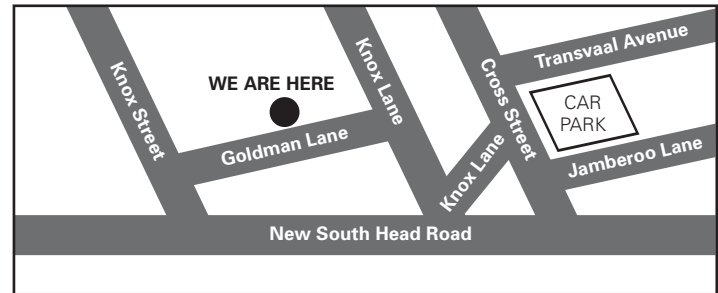 Transvaal Avenue
Knox Street
WE ARE HERE
Knox Lane
Cross Street
CAR
PARK
Goldman Lane
Knox Lane
Jamberoo Lane
New South Head Road